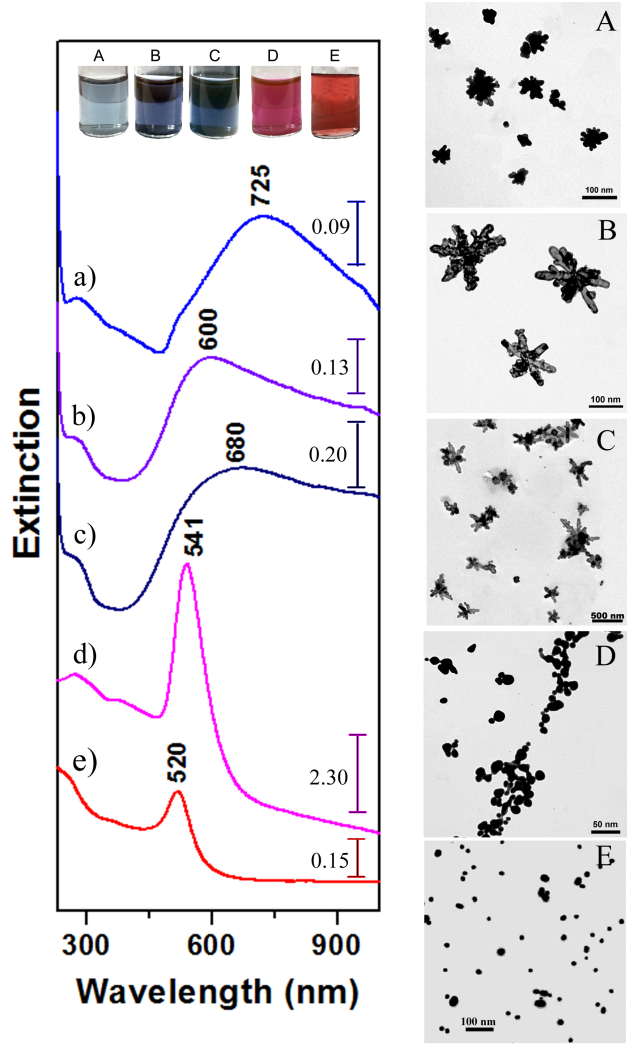 A B C D E
725
0.09
a)
600
0.13
b)
680
0.20
c)
541
d)
2.30
520
e)
0.15
Extinction
300 600 900
Wavelength (nm)
A
100 nm
B
100 nm
C
500 nm
D
50 nm
E
100 nm